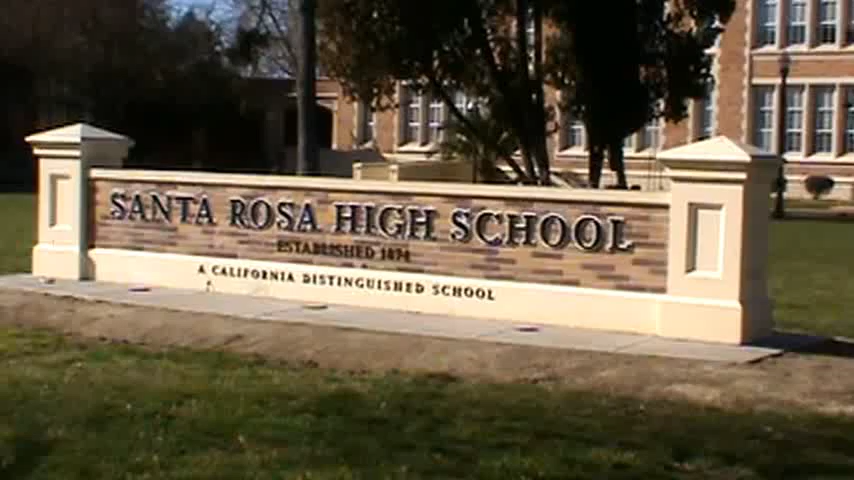 SANTA ROSA HIGH SCHOOL
ESTABLISHED 1874
A CALIFORNIA DISTINGUISHED SCHOOL